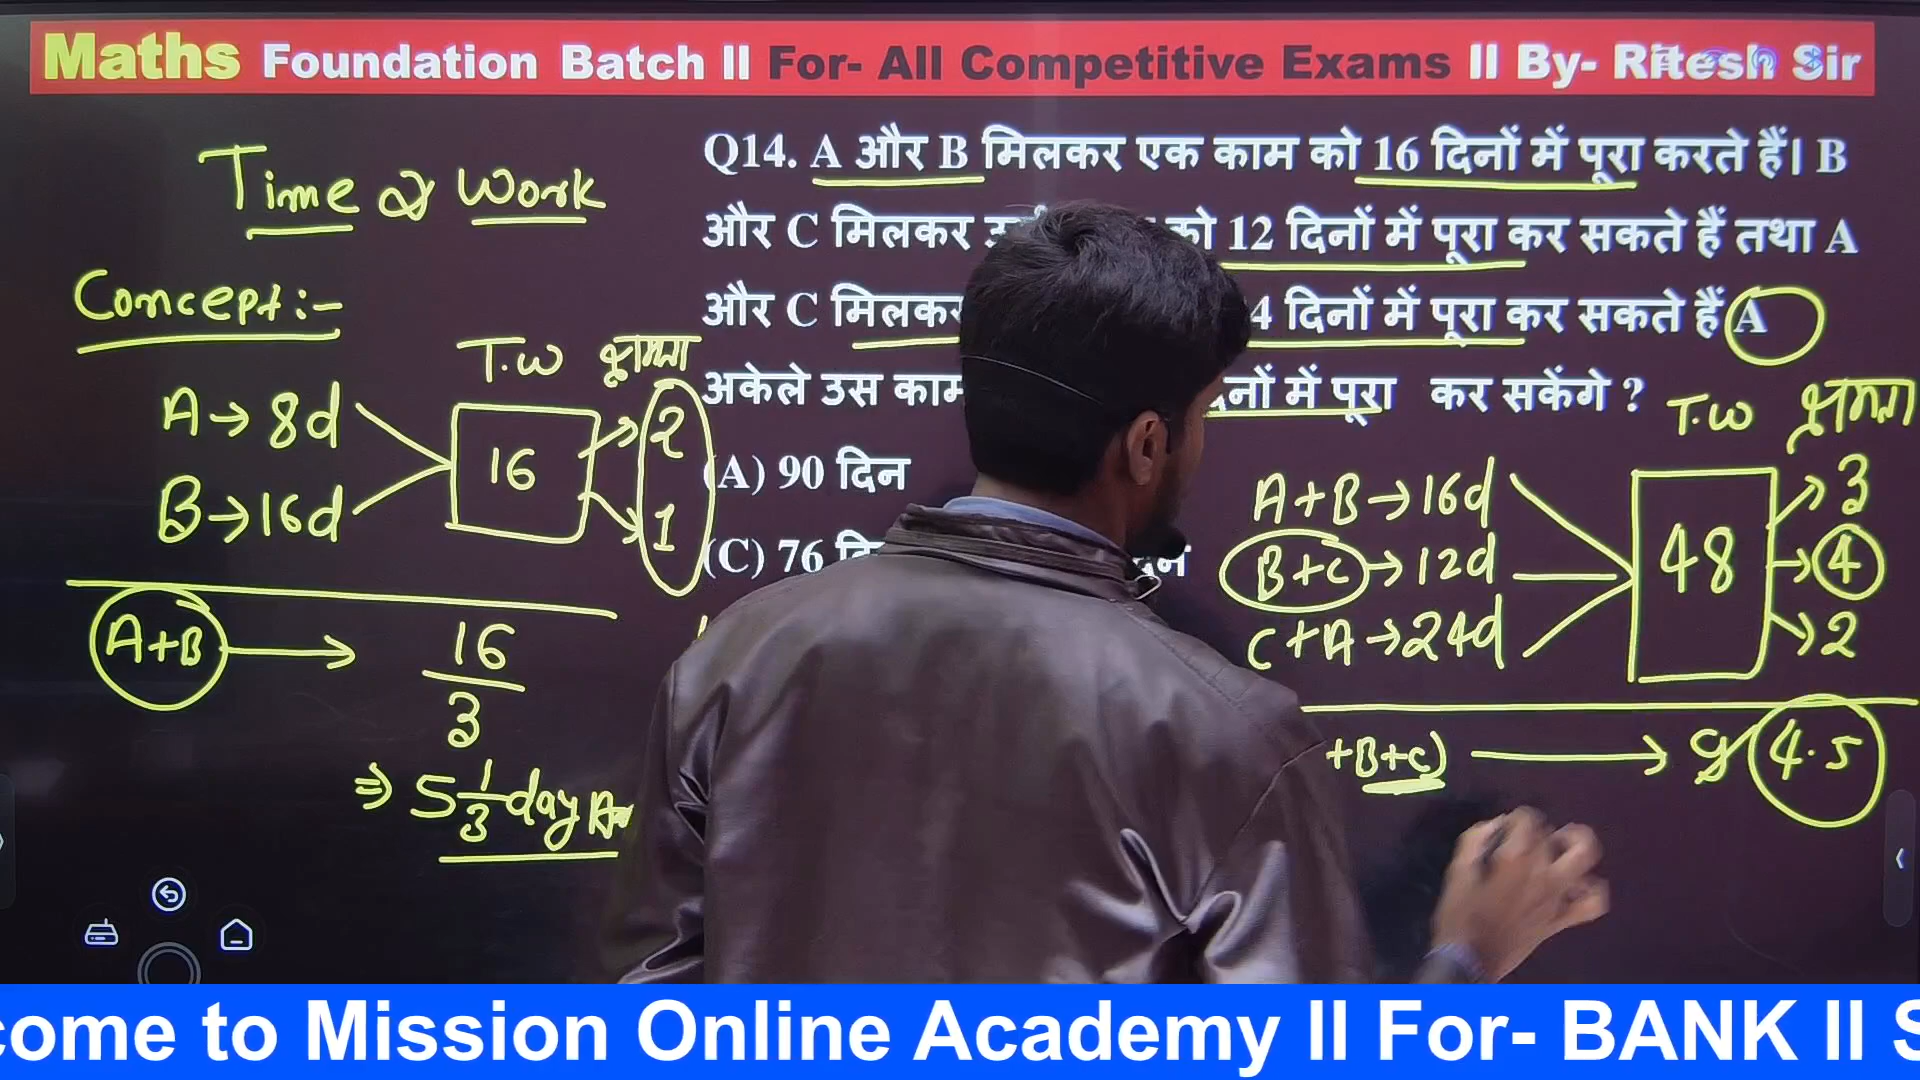 Maths Foundation Batch II For- All Competitive Exams II By- Ritesh Sir
Time & Work
Concept :-
T.W क्षमता
A → 8d
B → 16d
16
2
1
A+B → 16/3
⇒ 5 1/3 day
Q14. A और B मिलकर एक काम को 16 दिनों में पूरा करते हैं। B
और C मिलकर को 12 दिनों में पूरा कर सकते हैं तथा A
और C मिलकर 4 दिनों में पूरा कर सकते हैं A
अकेले उस काम दिनों में पूरा कर सकेंगे ?
(A) 90 दिन
(C) 76
T.W क्षमता
A+B → 16d
B+C → 12d
C+A → 24d
48
3
4
2
+B+C) → 9 4.5
come to Mission Online Academy II For- BANK II S